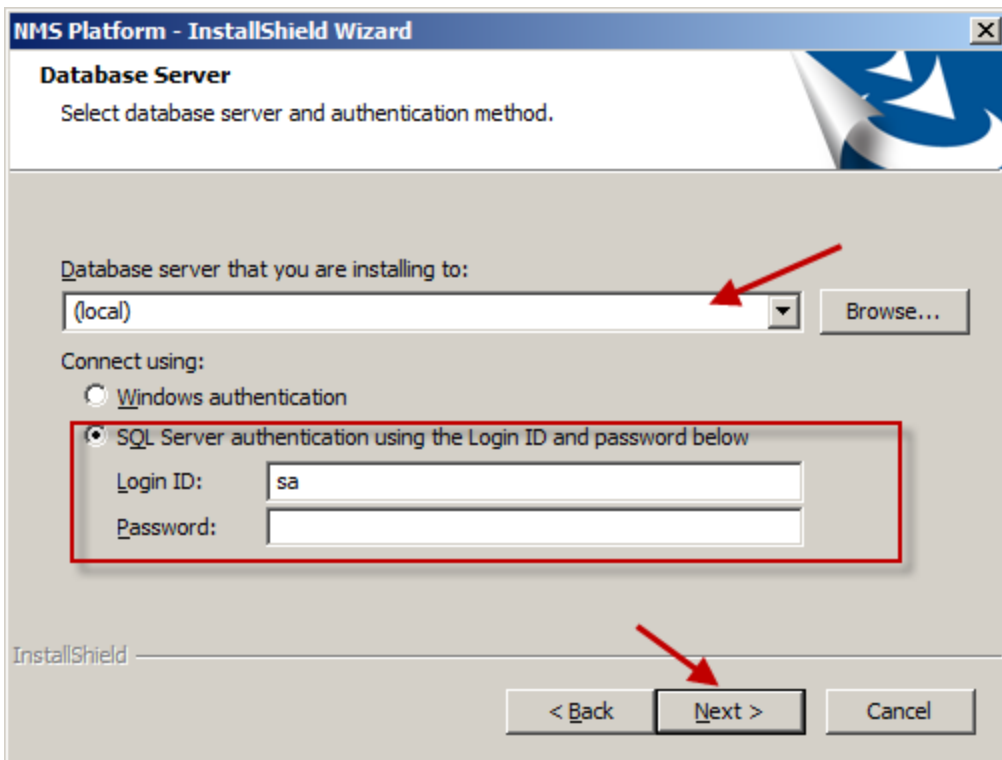 NMS Platform - InstallShield Wizard
Database Server
Select database server and authentication method.
Database server that you are installing to:
(local)
Browse...
Connect using:
Windows authentication
SQL Server authentication using the Login ID and password below
Login ID:
sa
Password:
InstallShield
< Back
Next >
Cancel